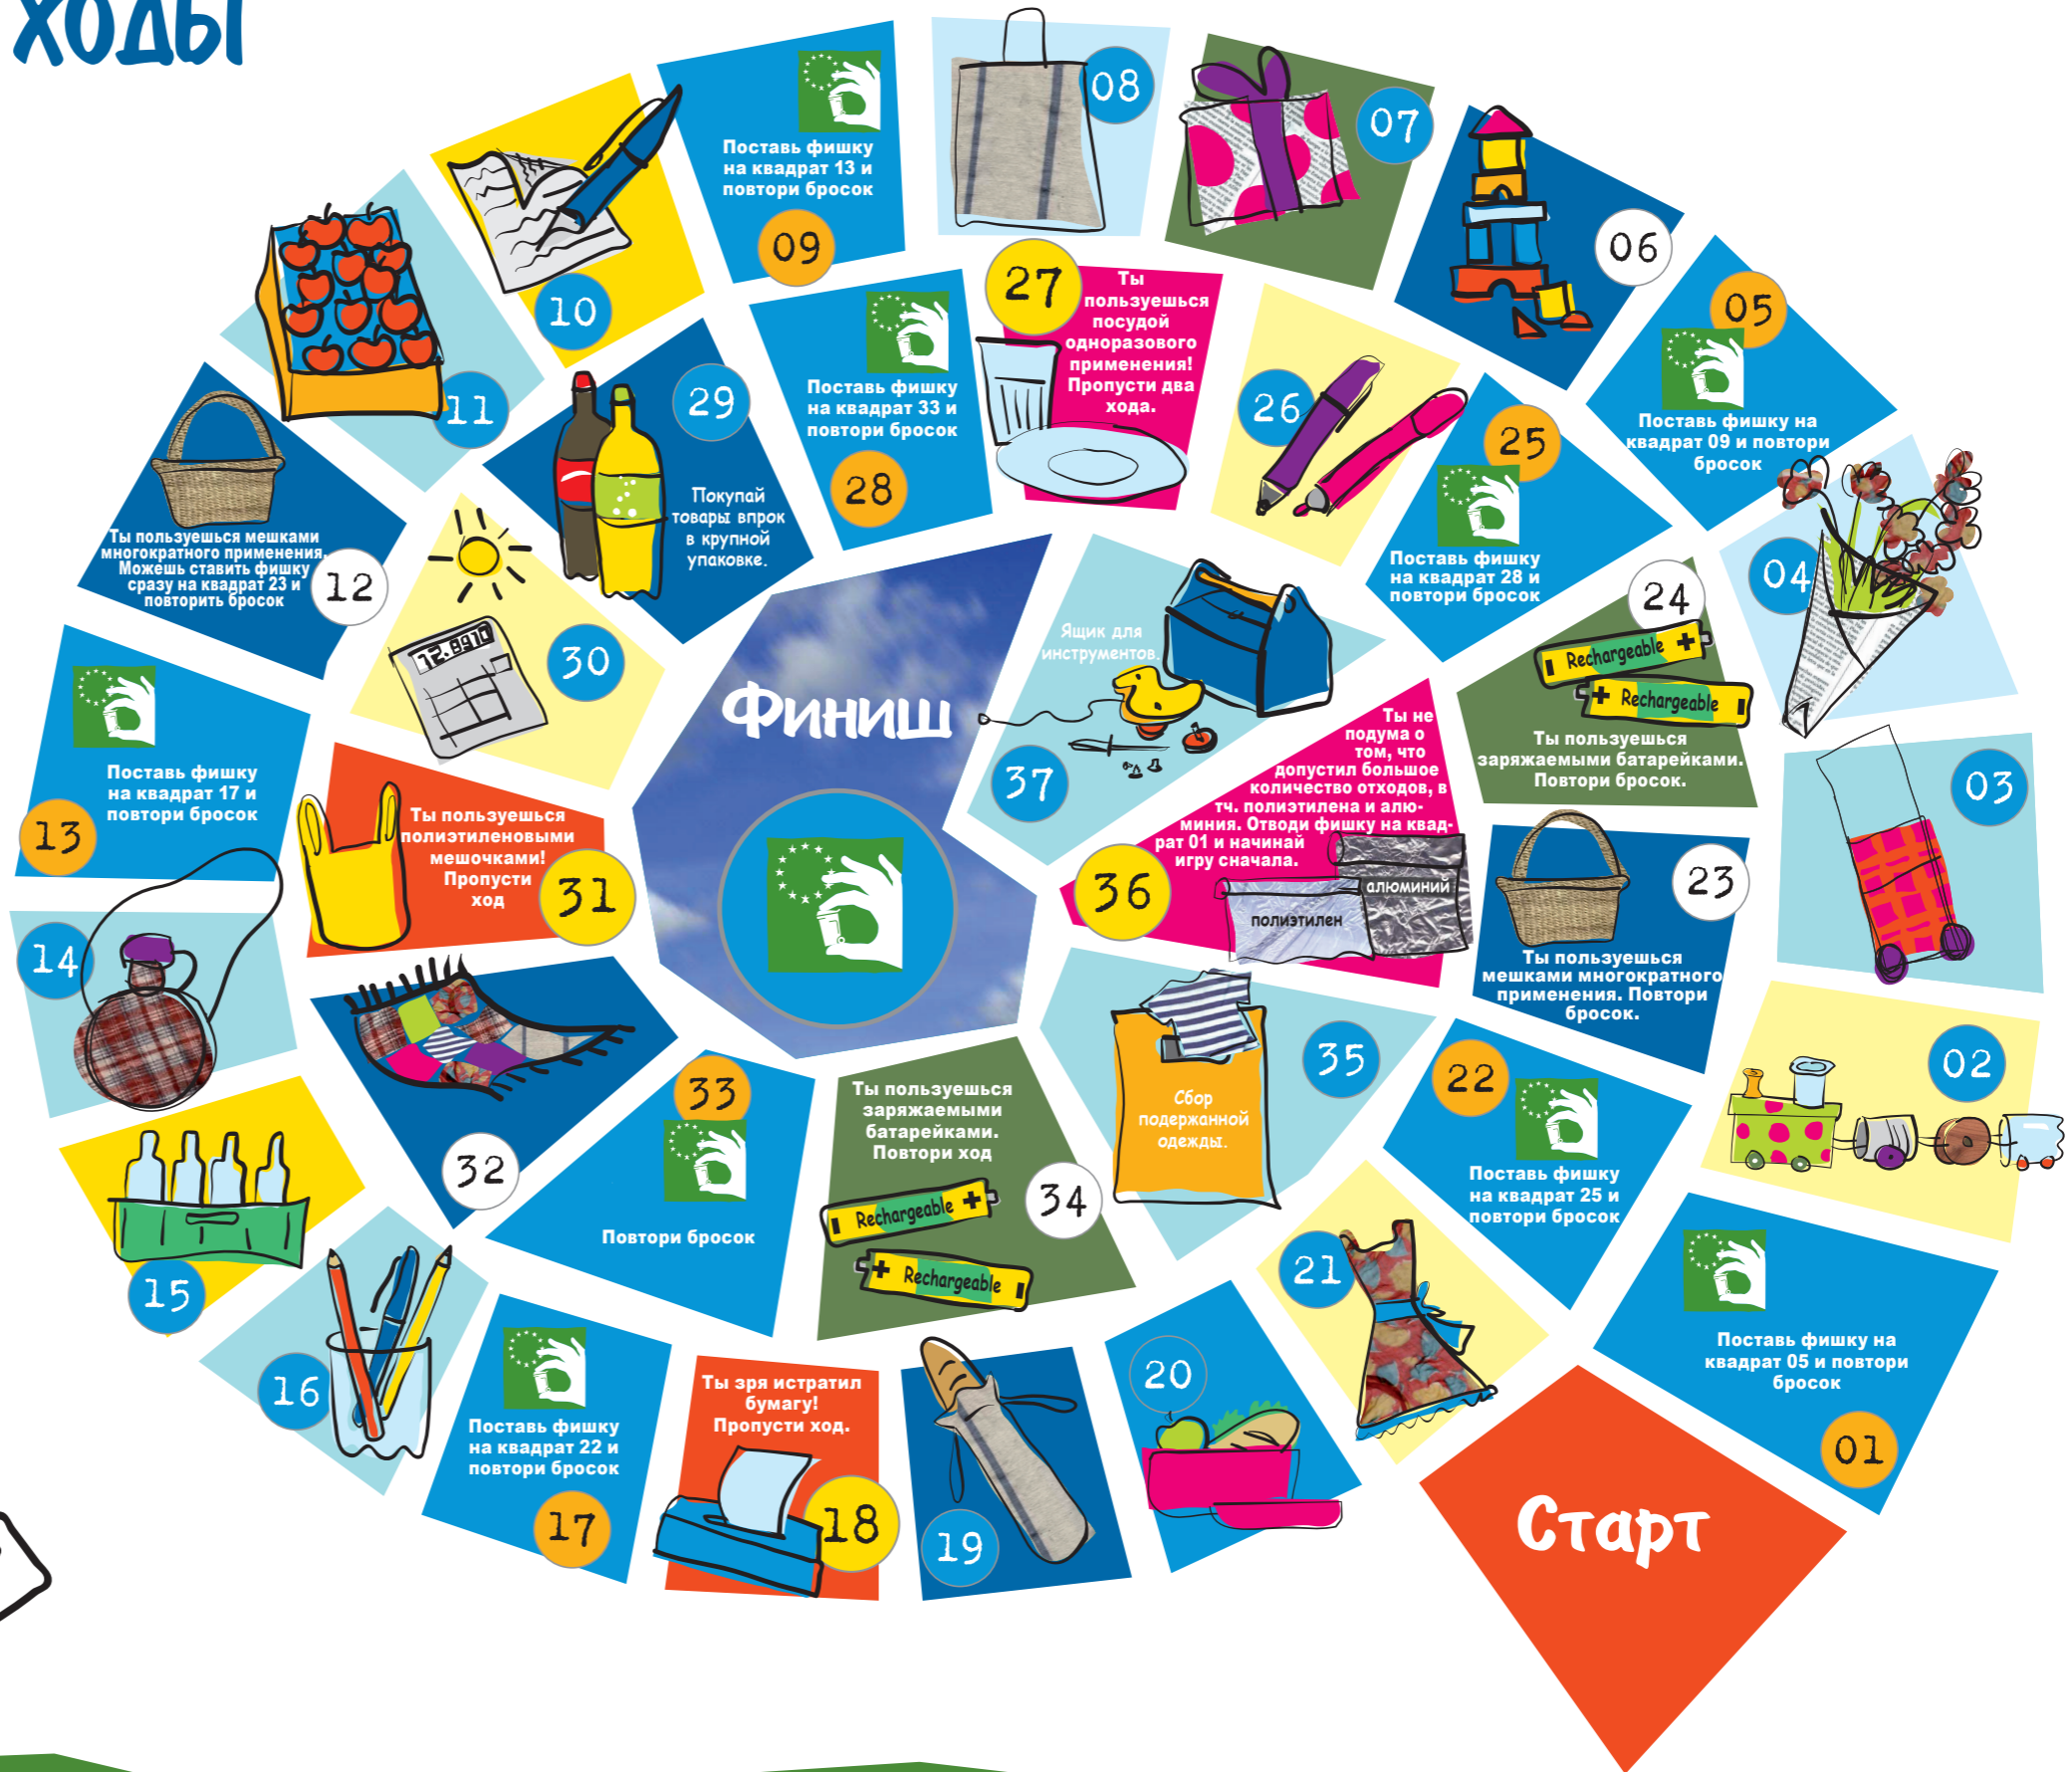 ХОДЫ
Старт
Поставь фишку на
квадрат 05 и повтори
бросок
01
02
03
04
05
Поставь фишку на
квадрат 09 и повтори
бросок
06
07
08
Поставь фишку
на квадрат 13 и
повтори бросок
09
10
11
Ты пользуешься мешками
многократного применения.
Можешь ставить фишку
сразу на квадрат 23 и
повторить бросок
12
Поставь фишку
на квадрат 17 и
повтори бросок
13
14
15
16
Поставь фишку
на квадрат 22 и
повтори бросок
17
Ты зря истратил
бумагу!
Пропусти ход.
18
19
20
21
22
Поставь фишку
на квадрат 25 и
повтори бросок
23
Ты пользуешься
мешками многократного
применения. Повтори
бросок.
24
Rechargeable
Rechargeable
Ты пользуешься
заряжаемыми батарейками.
Повтори бросок.
25
Поставь фишку
на квадрат 28 и
повтори бросок
26
27
Ты
пользуешься
посудой
одноразового
применения!
Пропусти два
хода.
Поставь фишку
на квадрат 33 и
повтори бросок
28
29
Покупай
товары впрок
в крупной
упаковке.
12.8910
30
Ты пользуешься
полиэтиленовыми
мешочками!
Пропусти
ход
31
32
33
Повтори бросок
Ты пользуешься
заряжаемыми
батарейками.
Повтори ход
34
Rechargeable
Rechargeable
35
Сбор
подержанной
одежды.
Ты не
подума о
том, что
допустил большое
количество отходов, в
тч. полиэтилена и алю-
миния. Отводи фишку на квад-
рат 01 и начинай
игру сначала.
36
алюминий
полиэтилен
Ящик для
инструментов.
37
Финиш